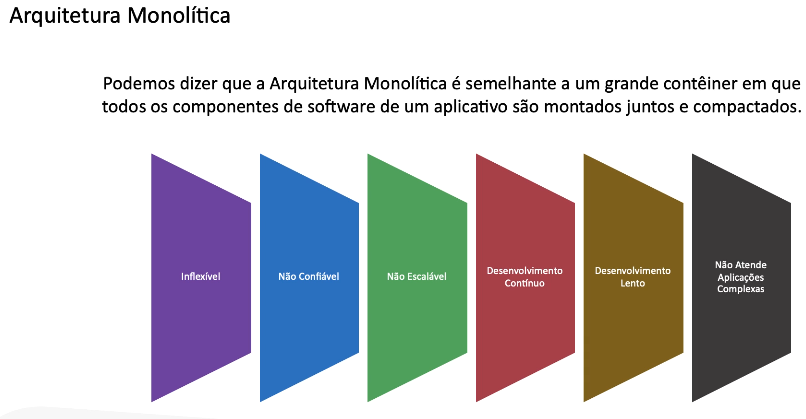 Arquitetura Monolítica
Podemos dizer que a Arquitetura Monolítica é semelhante a um grande contêiner em que
todos os componentes de software de um aplicativo são montados juntos e compactados.
Inflexível
Não Confiável
Não Escalável
Desenvolvimento
Contínuo
Desenvolvimento
Lento
Não Atende
Aplicações
Complexas